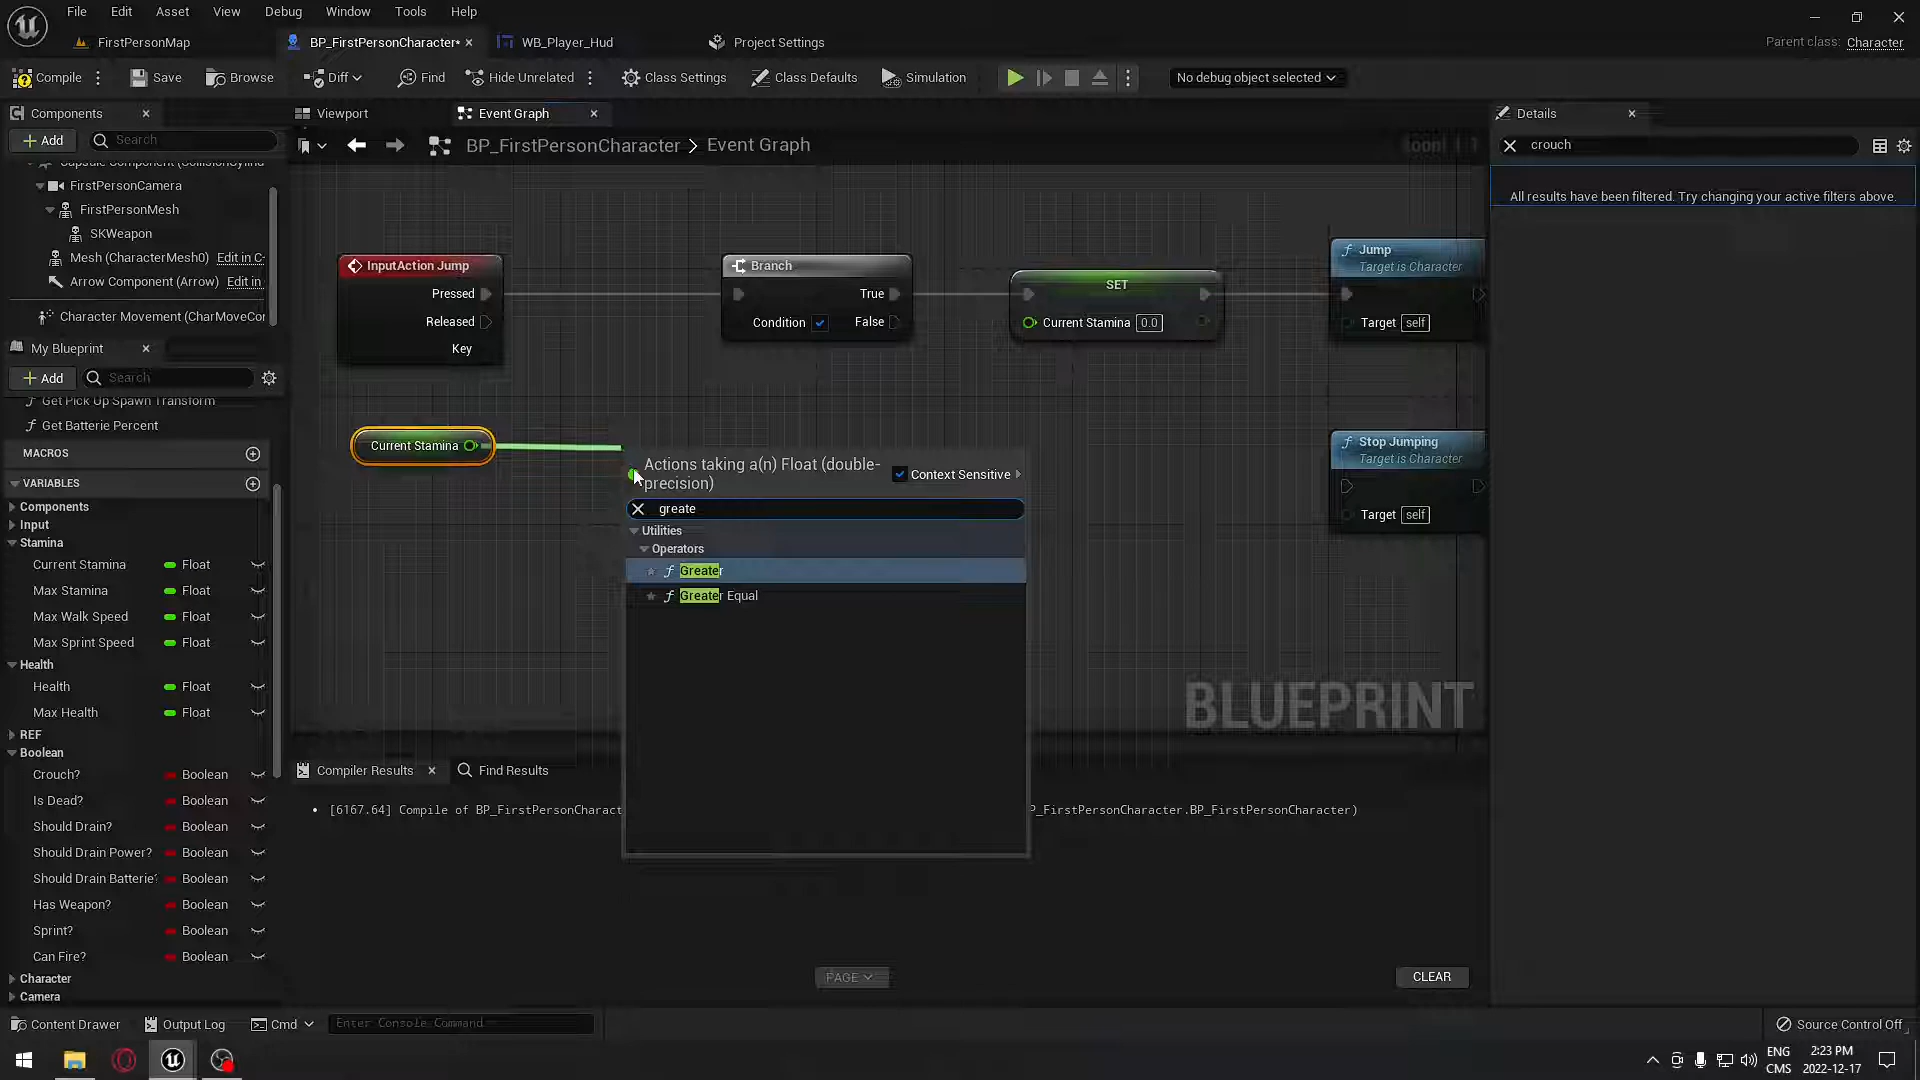 File Edit Asset View Debug Window Tools Help
FirstPersonMap
BP_FirstPersonCharacter*
WB_Player_Hud
Project Settings
Parent class: Character
Compile
Save
Browse
Diff
Find
Hide Unrelated
Class Settings
Class Defaults
Simulation
No debug object selected
Components
Viewport
Event Graph
Details
Add
Search
BP_FirstPersonCharacter > Event Graph
crouch
All results have been filtered. Try changing your active filters above.
FirstPersonCamera
FirstPersonMesh
SKWeapon
Mesh (CharacterMesh0) Edit in C-
Arrow Component (Arrow) Edit in
Character Movement (CharMoveCor
My Blueprint
Add
Search
Get Pick Up Spawn Transform
Get Batterie Percent
MACROS
VARIABLES
Components
Input
Stamina
Current Stamina Float
Max Stamina Float
Max Walk Speed Float
Max Sprint Speed Float
Health
Health Float
Max Health Float
REF
Boolean
Crouch? Boolean
Is Dead? Boolean
Should Drain? Boolean
Should Drain Power? Boolean
Should Drain Batterie? Boolean
Has Weapon? Boolean
Sprint? Boolean
Can Fire? Boolean
Character
Camera
InputAction Jump
Pressed
Released
Key
Branch
True
Condition
False
SET
Current Stamina 0.0
Jump
Target is Character
Target self
Current Stamina
Stop Jumping
Target is Character
Target self
Actions taking a(n) Float (double-
precision)
Context Sensitive
greate
Utilities
Operators
Greater
Greater Equal
BLUEPRINT
Compiler Results
Find Results
[6167.64] Compile of BP_FirstPersonCharact
P_FirstPersonCharacter.BP_FirstPersonCharacter)
PAGE
CLEAR
Content Drawer
Output Log
Cmd
Enter Console Command
Source Control Off
ENG
CMS
2:23 PM
2022-12-17